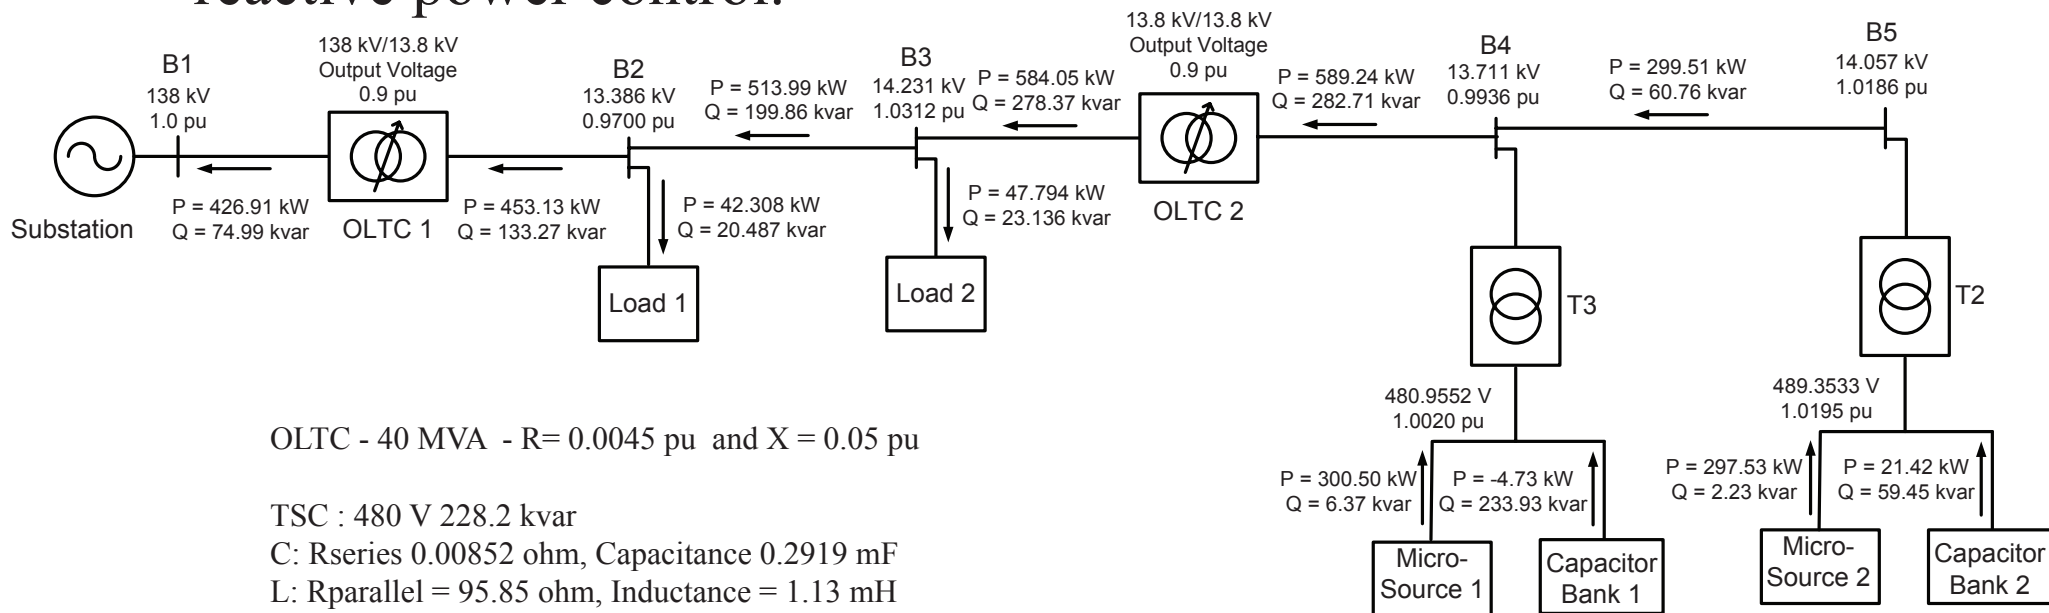 reactive power control.
138 kV/13.8 kV
Output Voltage
0.9 pu
13.8 kV/13.8 kV
Output Voltage
0.9 pu
B1
138 kV
1.0 pu
B2
13.386 kV
0.9700 pu
P = 513.99 kW
Q = 199.86 kvar
B3
14.231 kV
1.0312 pu
P = 584.05 kW
Q = 278.37 kvar
P = 589.24 kW
Q = 282.71 kvar
B4
13.711 kV
0.9936 pu
P = 299.51 kW
Q = 60.76 kvar
B5
14.057 kV
1.0186 pu
Substation
P = 426.91 kW
Q = 74.99 kvar
OLTC 1
P = 453.13 kW
Q = 133.27 kvar
P = 42.308 kW
Q = 20.487 kvar
P = 47.794 kW
Q = 23.136 kvar
OLTC 2
Load 1
Load 2
T3
T2
480.9552 V
1.0020 pu
489.3533 V
1.0195 pu
OLTC - 40 MVA - R= 0.0045 pu and X = 0.05 pu
TSC : 480 V 228.2 kvar
C: Rseries 0.00852 ohm, Capacitance 0.2919 mF
L: Rparallel = 95.85 ohm, Inductance = 1.13 mH
P = 300.50 kW
Q = 6.37 kvar
P = -4.73 kW
Q = 233.93 kvar
P = 297.53 kW
Q = 2.23 kvar
P = 21.42 kW
Q = 59.45 kvar
Micro-
Source 1
Capacitor
Bank 1
Micro-
Source 2
Capacitor
Bank 2